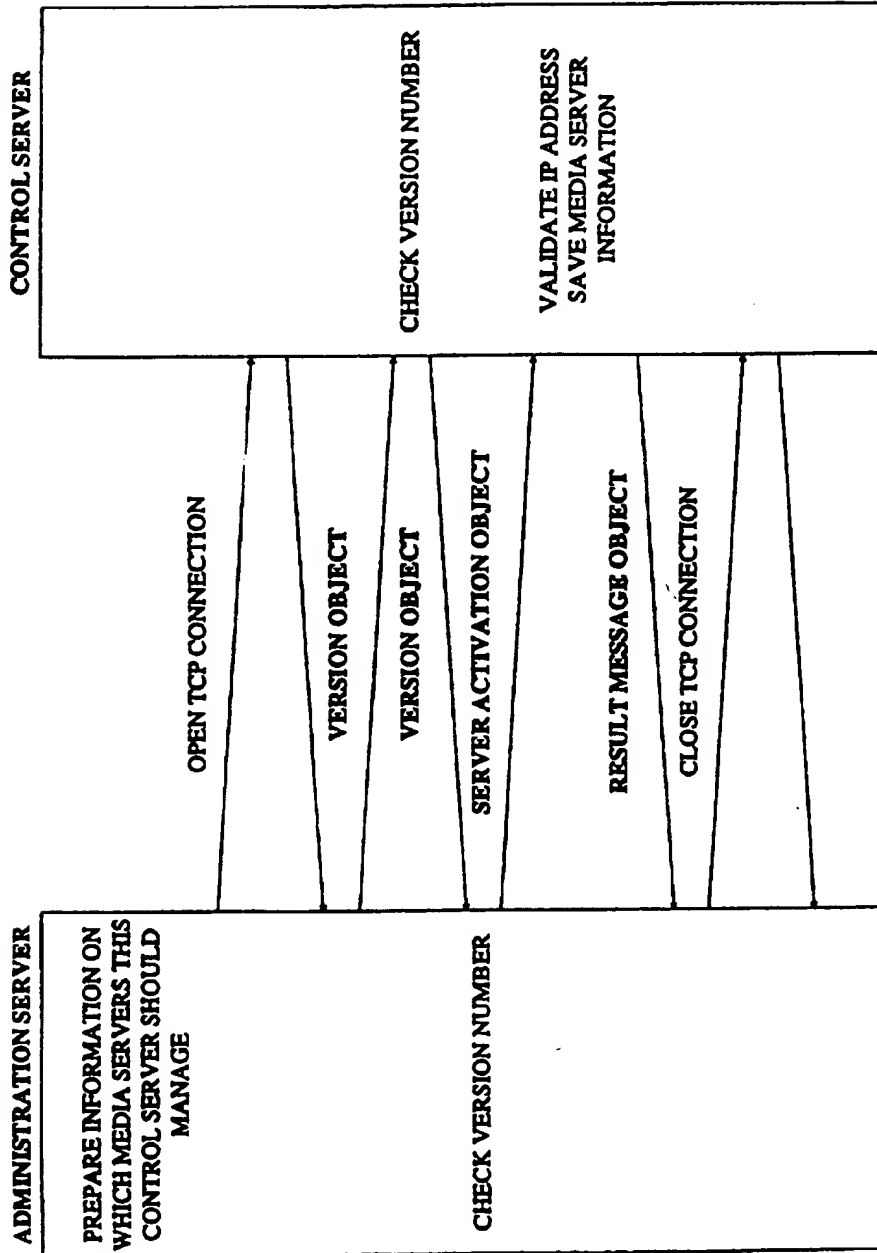 ADMINISTRATION SERVER
PREPARE INFORMATION ON
WHICH MEDIA SERVERS THIS
CONTROL SERVER SHOULD
MANAGE
CHECK VERSION NUMBER
OPEN TCP CONNECTION
VERSION OBJECT
VERSION OBJECT
SERVER ACTIVATION OBJECT
RESULT MESSAGE OBJECT
CLOSE TCP CONNECTION
CONTROL SERVER
CHECK VERSION NUMBER
VALIDATE IP ADDRESS
SAVE MEDIA SERVER
INFORMATION